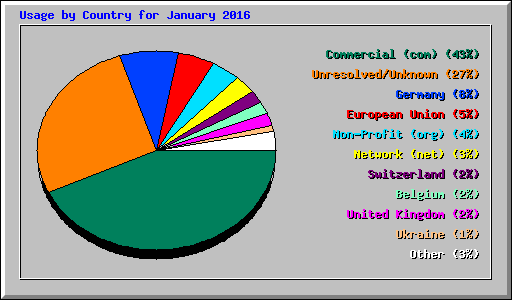 Usage by Country for January 2016
Commercial (com) (43%)
Unresolved/Unknown (27%)
Germany (8%)
European Union (5%)
Non-Profit (org) (4%)
Network (net) (3%)
Switzerland (2%)
Belgium (2%)
United Kingdom (2%)
Ukraine (1%)
Other (3%)